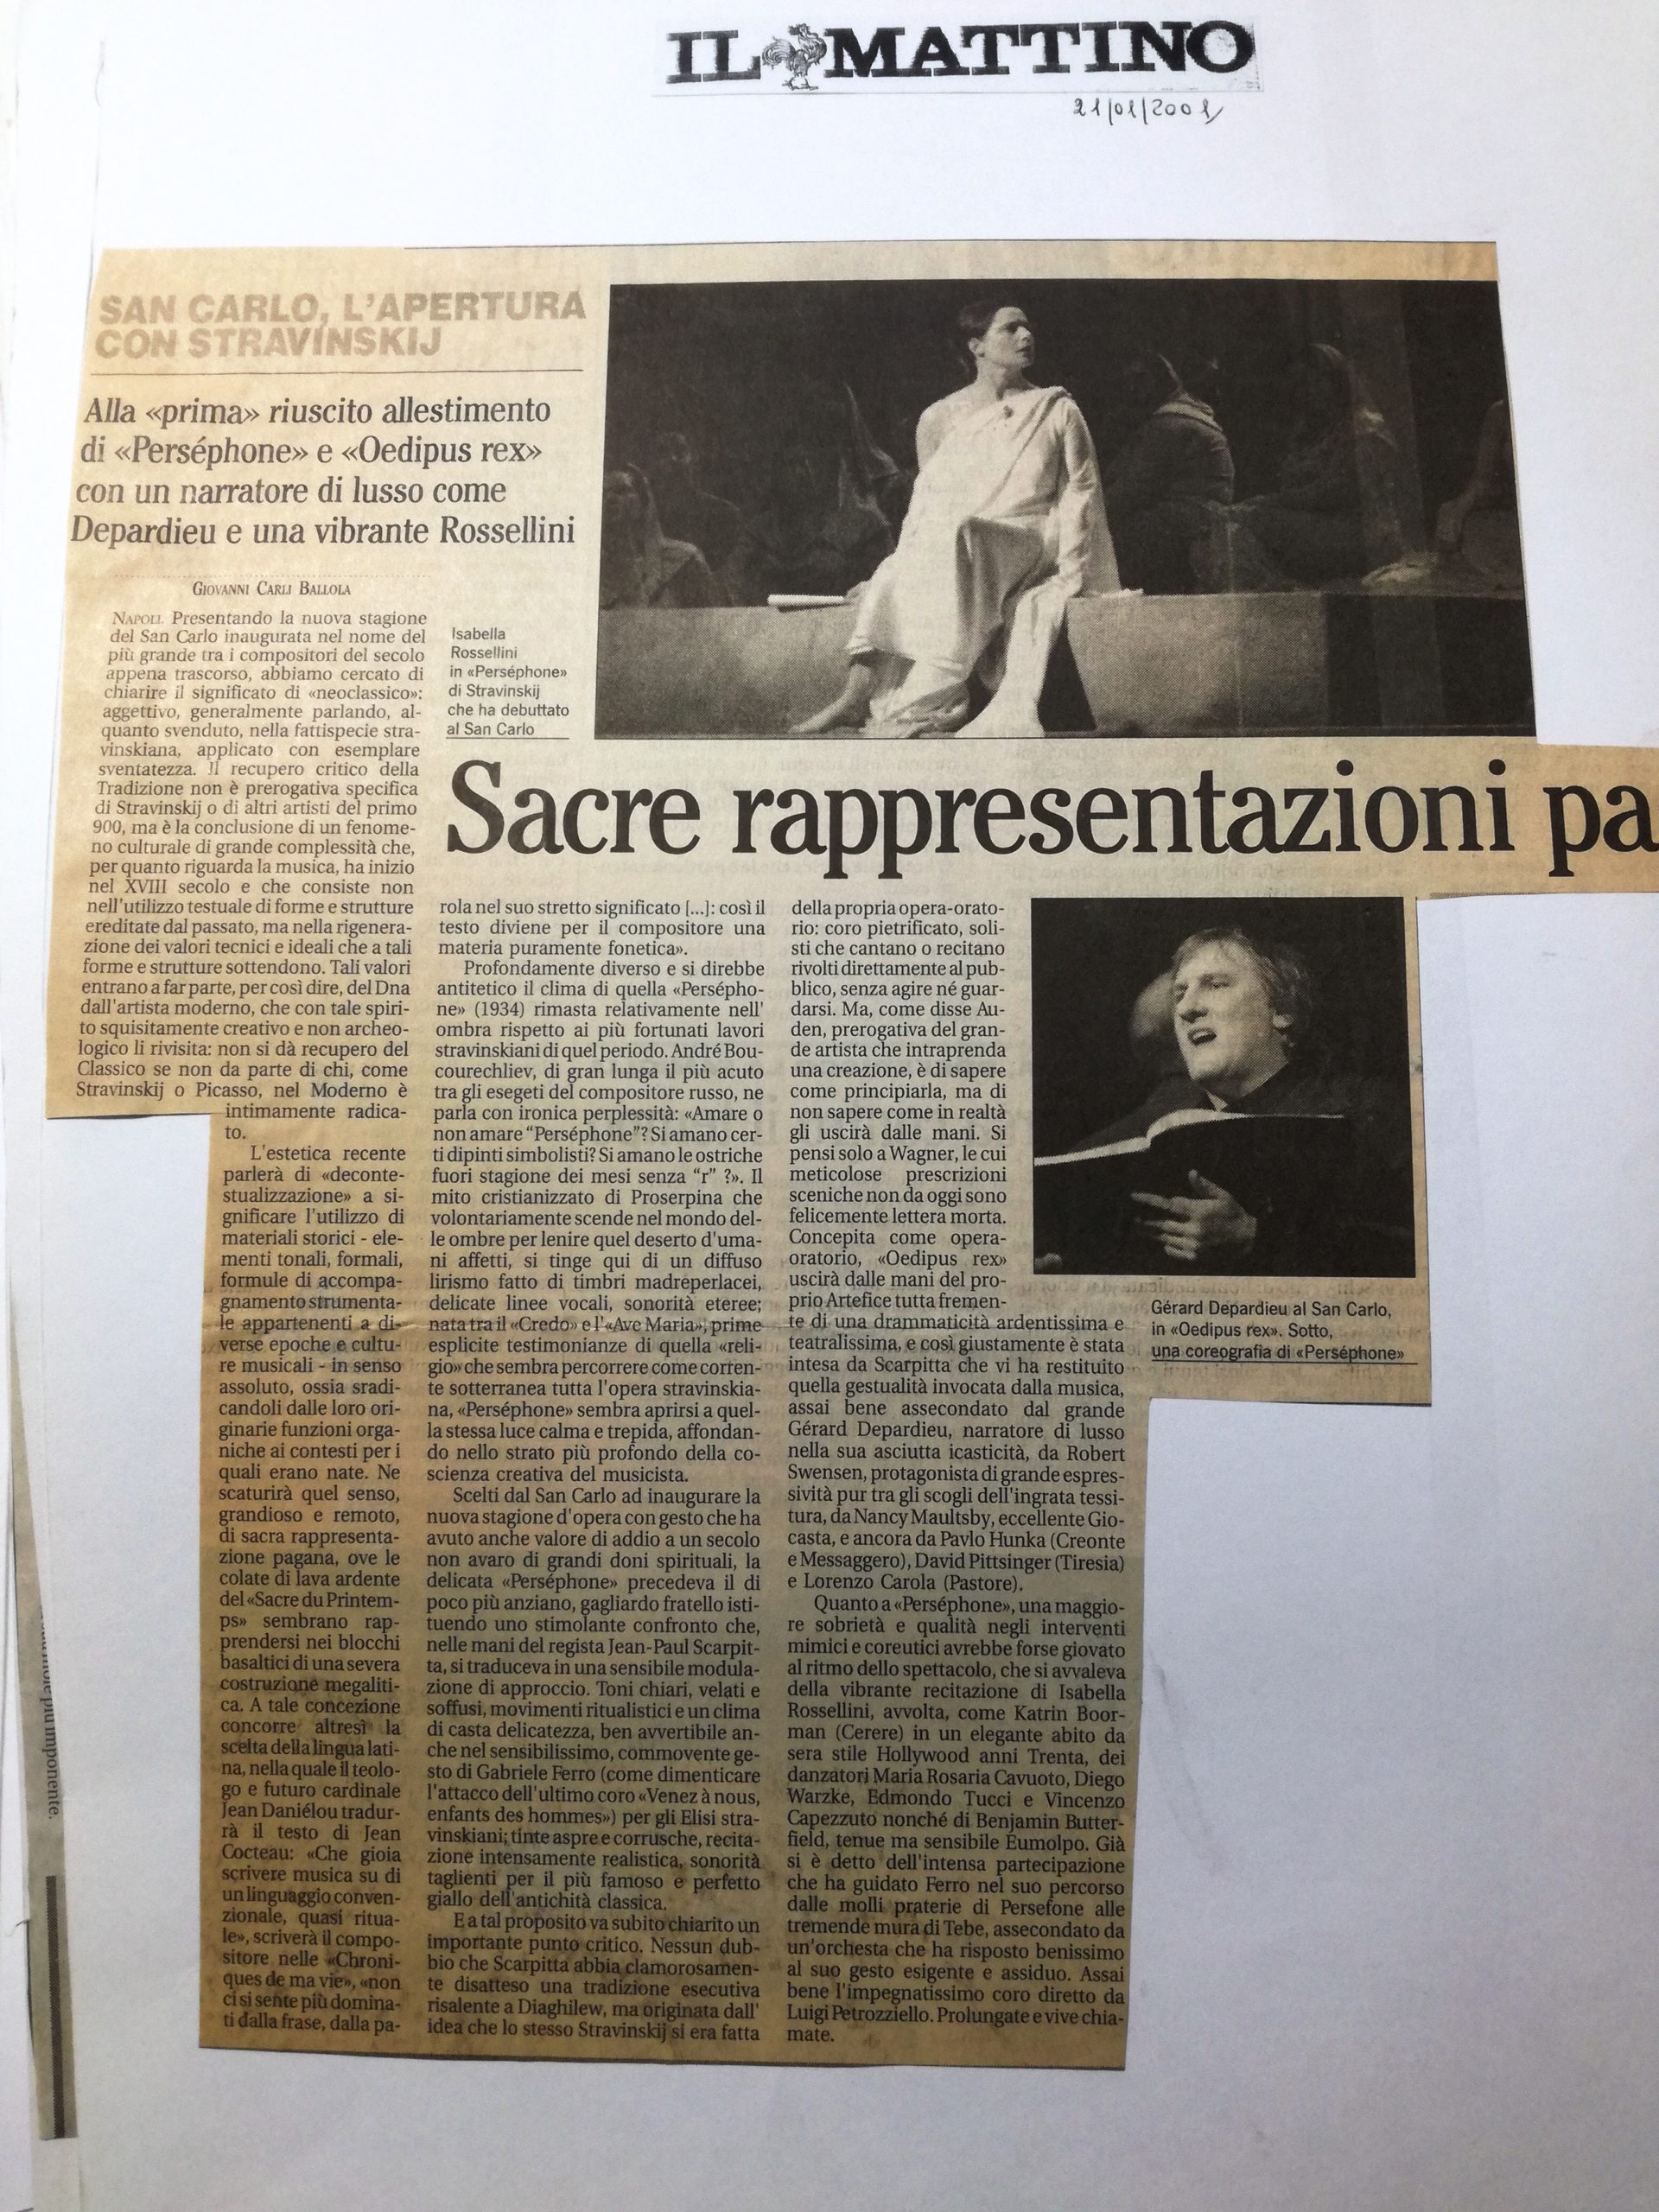 IL MATTINO
21/01/2001
SAN CARLO, L'APERTURA
CON STRAVINSKIJ
Alla «prima» riuscito allestimento
di «Perséphone» e «Oedipus rex»
con un narratore di lusso come
Depardieu e una vibrante Rossellini
GIOVANNI CARLI BALLOLA
NAPOLI. Presentando la nuova stagione
del San Carlo inaugurata nel nome del
più grande tra i compositori del secolo
appena trascorso, abbiamo cercato di
chiarire il significato di «neoclassico»:
aggettivo, generalmente parlando, al-
quanto svenduto, nella fattispecie stra-
vinskiana, applicato con esemplare
sventatezza. Il recupero critico della
Tradizione non è prerogativa specifica
di Stravinskij o di altri artisti del primo
900, ma è la conclusione di un fenome-
no culturale di grande complessità che,
per quanto riguarda la musica, ha inizio
nel XVIII secolo e che consiste non
nell'utilizzo testuale di forme e strutture
ereditate dal passato, ma nella rigenera-
zione dei valori tecnici e ideali che a tali
forme e strutture sottendono. Tali valori
entrano a far parte, per così dire, del Dna
dall'artista moderno, che con tale spiri-
to squisitamente creativo e non archeo-
logico li rivisita: non si dà recupero del
Classico se non da parte di chi, come
Stravinskij o Picasso, nel Moderno è
intimamente radica-
to.
L'estetica recente
parlerà di «deconte-
stualizzazione» a si-
gnificare l'utilizzo di
materiali storici - ele-
menti tonali, formali,
formule di accompa-
gnamento strumenta-
le appartenenti a di-
verse epoche e cultu-
re musicali - in senso
assoluto, ossia sradi-
candoli dalle loro ori-
ginarie funzioni orga-
niche ai contesti per i
quali erano nate. Ne
scaturirà quel senso,
grandioso e remoto,
di sacra rappresenta-
zione pagana, ove le
colate di lava ardente
del «Sacre du Printem-
ps» sembrano rap-
prendersi nei blocchi
basaltici di una severa
costruzione megaliti-
ca. A tale concezione
concorre altresì la
scelta della lingua lati-
na, nella quale il teolo-
go e futuro cardinale
Jean Daniélou tradur-
rà il testo di Jean
Cocteau: «Che gioia
scrivere musica su di
un linguaggio conven-
zionale, quasi ritua-
le», scriverà il compo-
sitore nelle «Chroni-
ques de ma vie», «non
ci si sente più domina-
ti dalla frase, dalla pa-
Isabella
Rossellini
in «Perséphone»
di Stravinskij
che ha debuttato
al San Carlo
Sacre rappresentazioni pa
rola nel suo stretto significato [...]: così il
testo diviene per il compositore una
materia puramente fonetica».
Profondamente diverso e si direbbe
antitetico il clima di quella «Persépho-
ne» (1934) rimasta relativamente nell'
ombra rispetto ai più fortunati lavori
stravinskiani di quel periodo. André Bou-
courechliev, di gran lunga il più acuto
tra gli esegeti del compositore russo, ne
parla con ironica perplessità: «Amare o
non amare “Perséphone”? Si amano cer-
ti dipinti simbolisti? Si amano le ostriche
fuori stagione dei mesi senza “r” ?». Il
mito cristianizzato di Proserpina che
volontariamente scende nel mondo del-
le ombre per lenire quel deserto d'uma-
ni affetti, si tinge qui di un diffuso
lirismo fatto di timbri madreperlacei,
delicate linee vocali, sonorità eteree;
nata tra il «Credo» e l'«Ave Maria», prime
esplicite testimonianze di quella «reli-
gio» che sembra percorrere come corren-
te sotterranea tutta l'opera stravinskia-
na, «Perséphone» sembra aprirsi a quel-
la stessa luce calma e trepida, affondan-
do nello strato più profondo della co-
scienza creativa del musicista.
Scelti dal San Carlo ad inaugurare la
nuova stagione d'opera con gesto che ha
avuto anche valore di addio a un secolo
non avaro di grandi doni spirituali, la
delicata «Perséphone» precedeva il di
poco più anziano, gagliardo fratello isti-
tuendo uno stimolante confronto che,
nelle mani del regista Jean-Paul Scarpit-
ta, si traduceva in una sensibile modula-
zione di approccio. Toni chiari, velati e
soffusi, movimenti ritualistici e un clima
di casta delicatezza, ben avvertibile an-
che nel sensibilissimo, commovente ge-
sto di Gabriele Ferro (come dimenticare
l'attacco dell'ultimo coro «Venez à nous,
enfants des hommes») per gli Elisi stra-
vinskiani; tinte aspre e corrusche, recita-
zione intensamente realistica, sonorità
taglienti per il più famoso e perfetto
giallo dell'antichità classica.
E a tal proposito va subito chiarito un
importante punto critico. Nessun dub-
bio che Scarpitta abbia clamorosamen-
te disatteso una tradizione esecutiva
risalente a Diaghilew, ma originata dall'
idea che lo stesso Stravinskij si era fatta
della propria opera-orato-
rio: coro pietrificato, soli-
sti che cantano o recitano
rivolti direttamente al pub-
blico, senza agire né guar-
darsi. Ma, come disse Au-
den, prerogativa del gran-
de artista che intraprenda
una creazione, è di sapere
come principiarla, ma di
non sapere come in realtà
gli uscirà dalle mani. Si
pensi solo a Wagner, le cui
meticolose prescrizioni
sceniche non da oggi sono
felicemente lettera morta.
Concepita come opera-
oratorio, «Oedipus rex»
uscirà dalle mani del pro-
prio Artefice tutta fremen-
te di una drammaticità ardentissima e
teatralissima, e così giustamente è stata
intesa da Scarpitta che vi ha restituito
quella gestualità invocata dalla musica,
assai bene assecondato dal grande
Gérard Depardieu, narratore di lusso
nella sua asciutta icasticità, da Robert
Swensen, protagonista di grande espres-
sività pur tra gli scogli dell'ingrata tessi-
tura, da Nancy Maultsby, eccellente Gio-
casta, e ancora da Pavlo Hunka (Creonte
e Messaggero), David Pittsinger (Tiresia)
e Lorenzo Carola (Pastore).
Quanto a «Perséphone», una maggio-
re sobrietà e qualità negli interventi
mimici e coreutici avrebbe forse giovato
al ritmo dello spettacolo, che si avvaleva
della vibrante recitazione di Isabella
Rossellini, avvolta, come Katrin Boor-
man (Cerere) in un elegante abito da
sera stile Hollywood anni Trenta, dei
danzatori Maria Rosaria Cavuoto, Diego
Warzke, Edmondo Tucci e Vincenzo
Capezzuto nonché di Benjamin Butter-
field, tenue ma sensibile Eumolpo. Già
si è detto dell'intensa partecipazione
che ha guidato Ferro nel suo percorso
dalle molli praterie di Persefone alle
tremende mura di Tebe, assecondato da
un'orchesta che ha risposto benissimo
al suo gesto esigente e assiduo. Assai
bene l'impegnatissimo coro diretto da
Luigi Petrozziello. Prolungate e vive chia-
mate.
Gérard Depardieu al San Carlo,
in «Oedipus rex». Sotto,
una coreografia di «Perséphone»
più imponente.